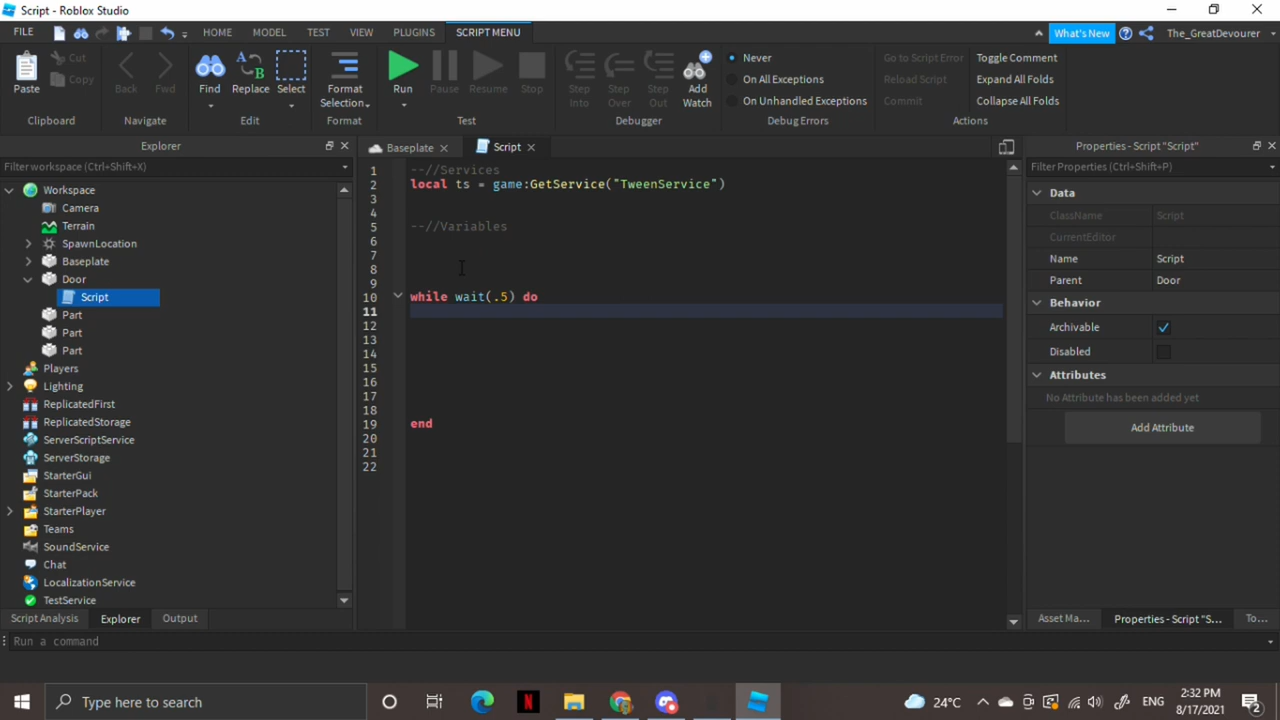 Script - Roblox Studio
FILE HOME MODEL TEST VIEW PLUGINS SCRIPT MENU What's New The_GreatDevourer
Paste Cut Copy Back Find Find Replace Select Format Selection Run Pause Resume Stop Step Into Step Over Step Out Add Watch Never On All Exceptions On Unhandled Exceptions Go to Script Error Reload Script Commit Toggle Comment Expand All Folds Collapse All Folds
Clipboard Navigate Edit Format Test Debugger Debug Errors Actions
Explorer
Filter workspace (Ctrl+Shift+X)
Workspace
Camera
Terrain
SpawnLocation
Baseplate
Door
Script
Part
Part
Part
Players
Lighting
ReplicatedFirst
ReplicatedStorage
ServerScriptService
ServerStorage
StarterGui
StarterPack
StarterPlayer
Teams
SoundService
Chat
LocalizationService
TestService
Script Analysis Explorer Output
Baseplate Script
1 --//Services
2 local ts = game:GetService("TweenService")
3
4
5 --//Variables
6
7
8
9
10 while wait(.5) do
11
12
13
14
15
16
17
18
19 end
20
21
22
Properties - Script "Script"
Filter Properties (Ctrl+Shift+P)
Data
ClassName Script
CurrentEditor
Name Script
Parent Door
Behavior
Archivable
Disabled
Attributes
No Attribute has been added yet
Add Attribute
Asset Ma... Properties - Script "S... To...
Run a command
Type here to search 24°C ENG 2:32 PM
8/17/2021 2